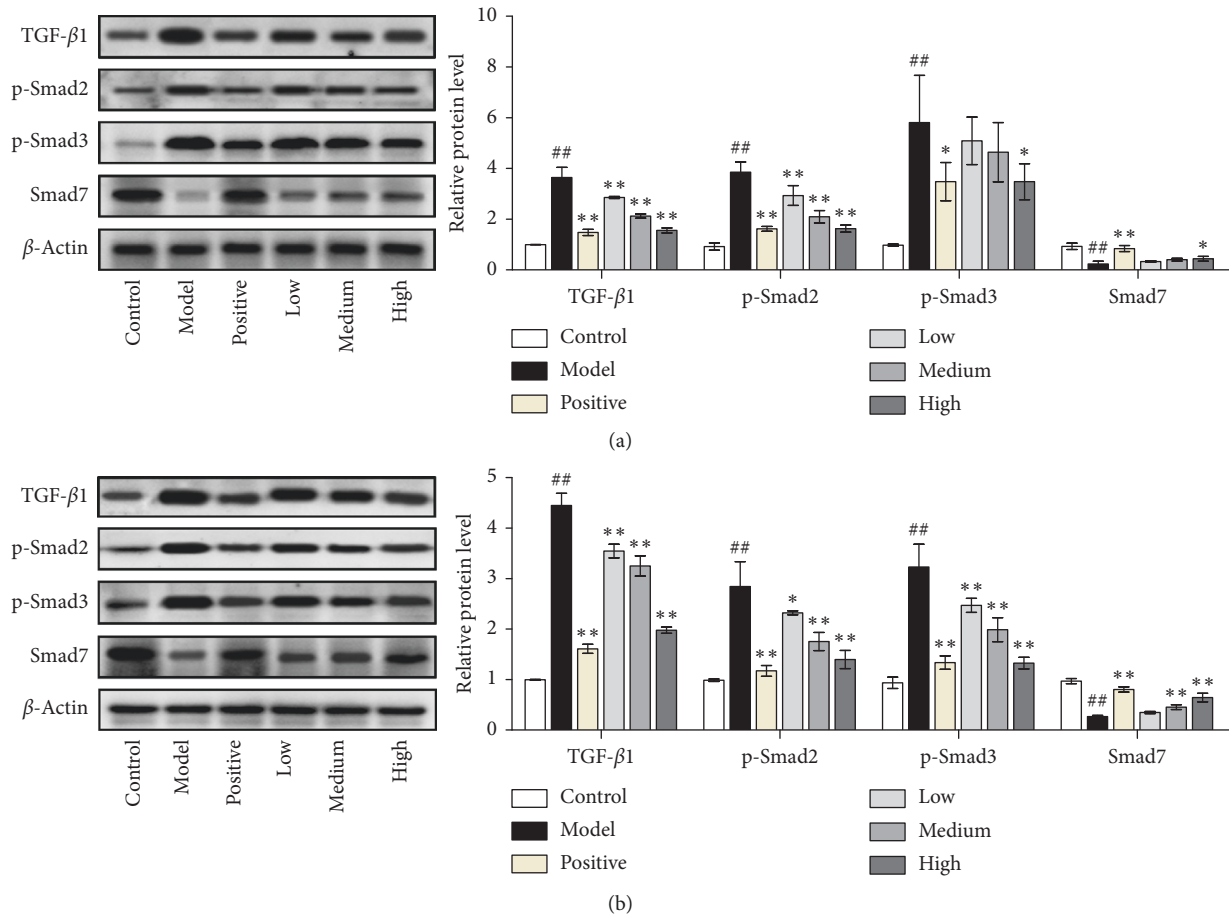 TGF-β1
p-Smad2
p-Smad3
Smad7
β-Actin
Control
Model
Positive
Low
Medium
High
Relative protein level
10
8
6
4
2
0
##
**
**
**
**
##
**
**
**
**
##
*
*
##
**
*
TGF-β1
p-Smad2
p-Smad3
Smad7
Control
Model
Positive
Low
Medium
High
(a)
TGF-β1
p-Smad2
p-Smad3
Smad7
β-Actin
Control
Model
Positive
Low
Medium
High
Relative protein level
5
4
3
2
1
0
##
**
**
**
**
##
**
*
**
**
##
**
**
**
**
##
**
**
**
TGF-β1
p-Smad2
p-Smad3
Smad7
Control
Model
Positive
Low
Medium
High
(b)